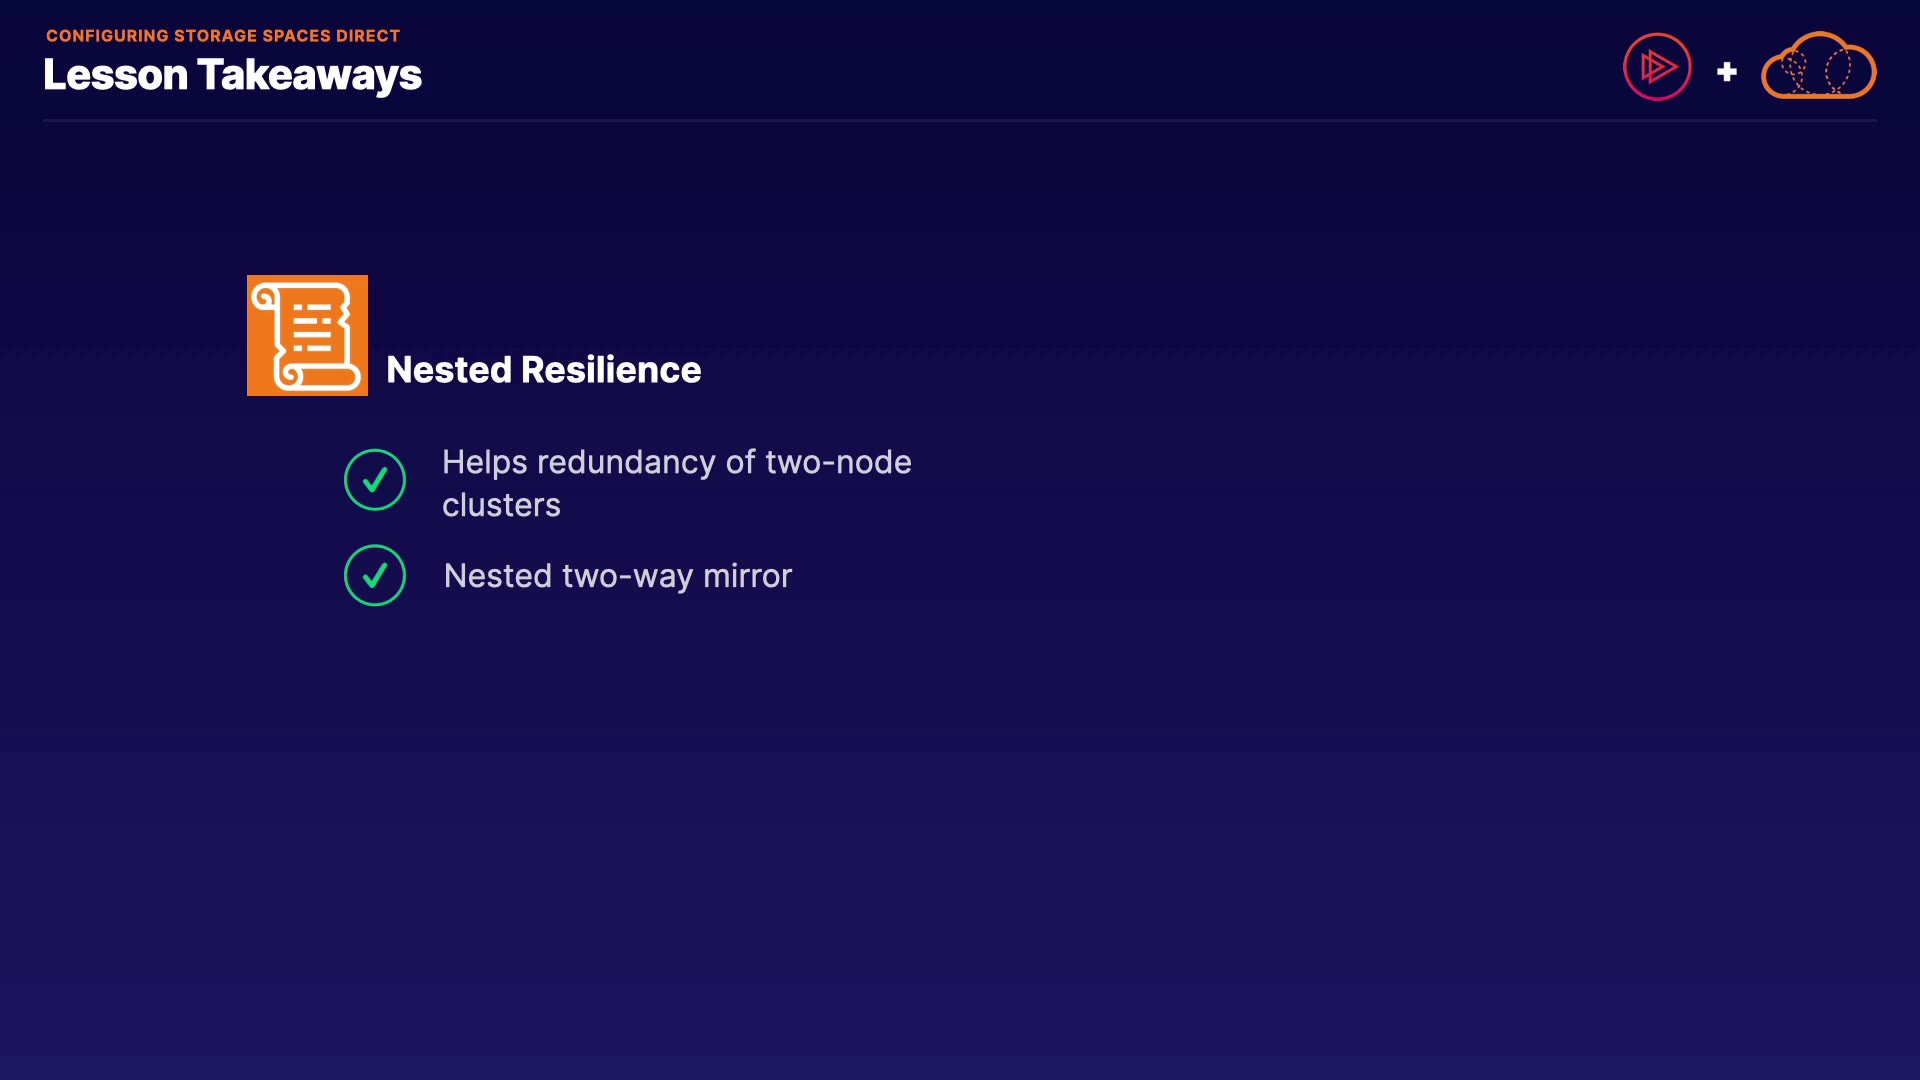 CONFIGURING STORAGE SPACES DIRECT
Lesson Takeaways
Nested Resilience
Helps redundancy of two-node
clusters
Nested two-way mirror